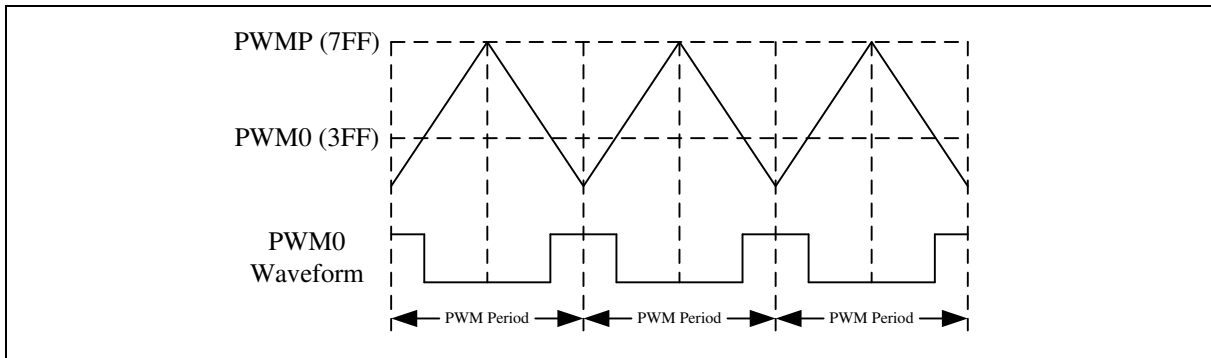 PWMP (7FF)
PWM0 (3FF)
PWM0
Waveform
PWM Period
PWM Period
PWM Period